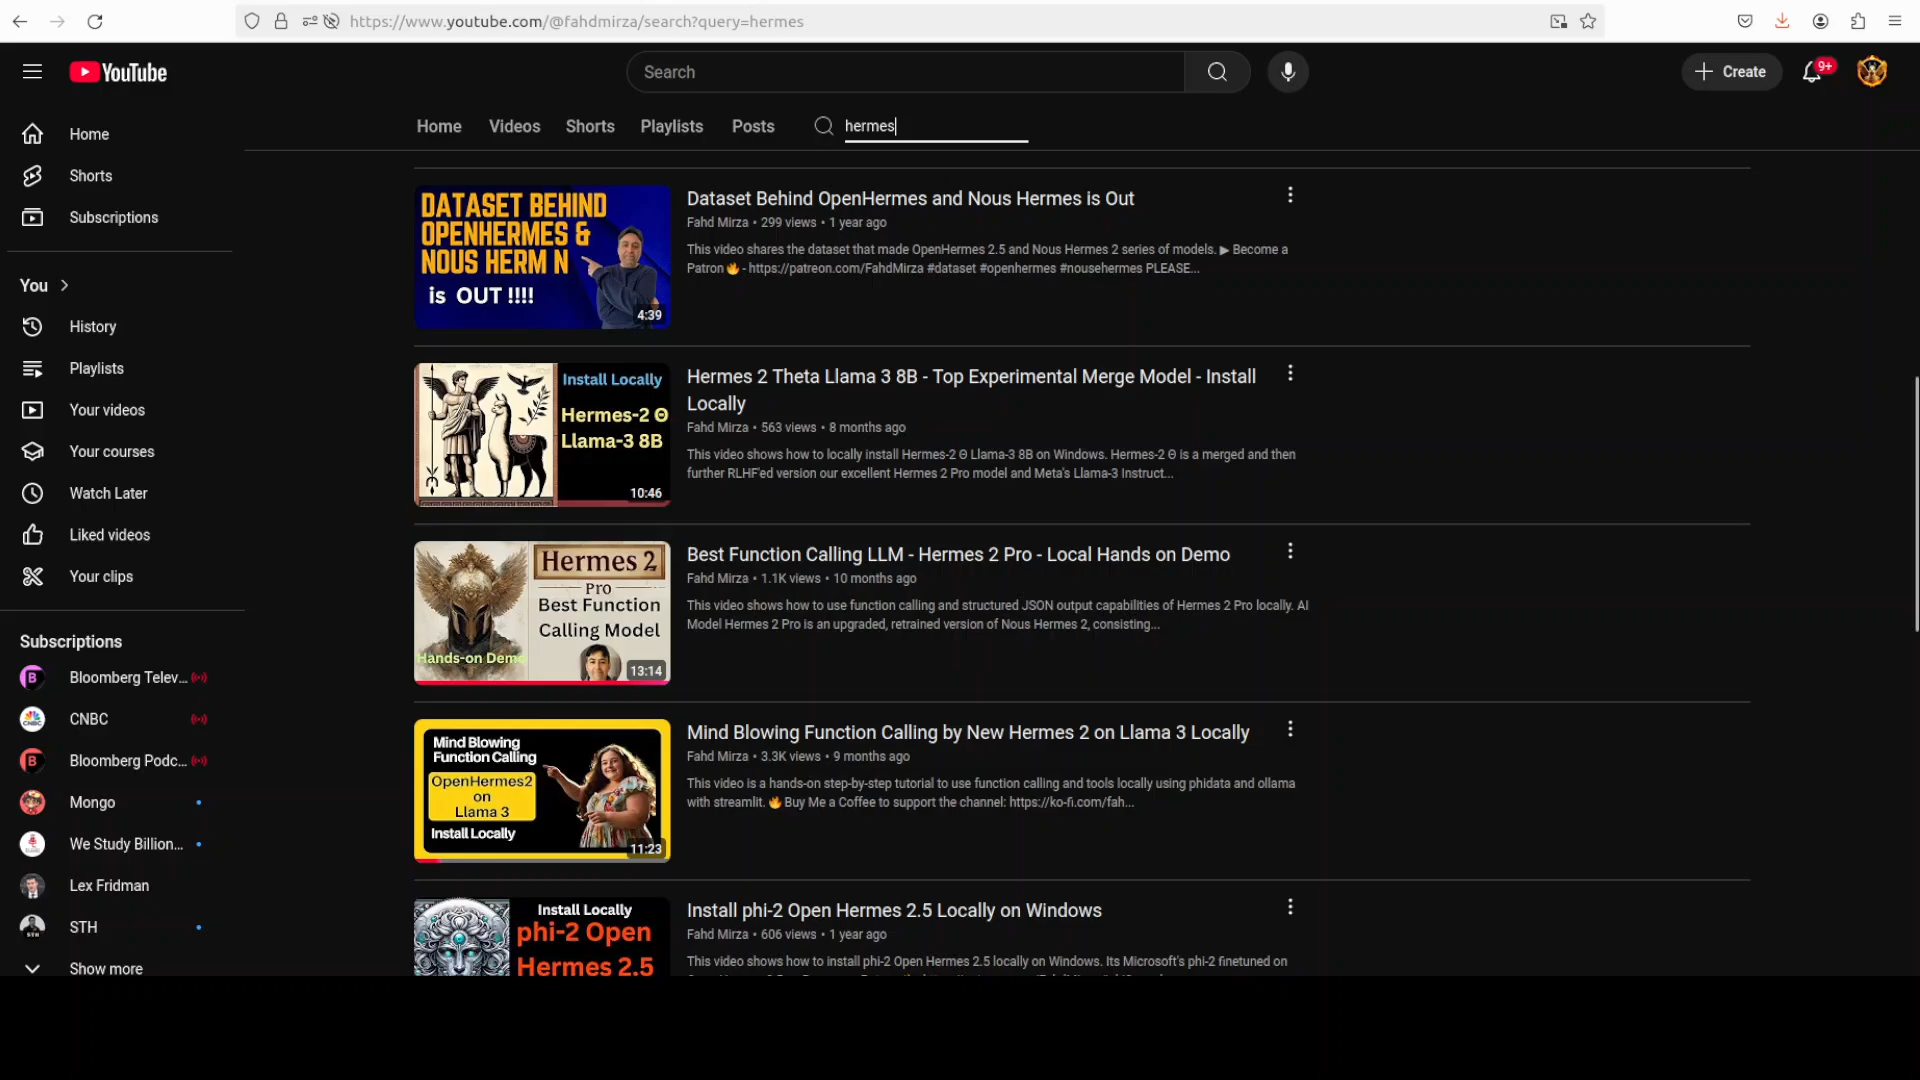 https://www.youtube.com/@fahdmirza/search?query=hermes
YouTube
Search
Create
9+
Home
Videos
Shorts
Playlists
Posts
hermes
Home
Shorts
Subscriptions
You
History
Playlists
Your videos
Your courses
Watch Later
Liked videos
Your clips
Subscriptions
Bloomberg Telev...
CNBC
Bloomberg Podc...
Mongo
We Study Billion...
Lex Fridman
STH
Show more
DATASET BEHIND
OPENHERMES &
NOUS HERM N
is OUT !!!!
4:39
Dataset Behind OpenHermes and Nous Hermes is Out
Fahd Mirza • 299 views • 1 year ago
This video shares the dataset that made OpenHermes 2.5 and Nous Hermes 2 series of models. ▶ Become a
Patron 🔥 - https://patreon.com/FahdMirza #dataset #openhermes #nousehermes PLEASE...
Install Locally
Hermes-2 Θ
Llama-3 8B
10:46
Hermes 2 Theta Llama 3 8B - Top Experimental Merge Model - Install
Locally
Fahd Mirza • 563 views • 8 months ago
This video shows how to locally install Hermes-2 Θ Llama-3 8B on Windows. Hermes-2 Θ is a merged and then
further RLHF'ed version our excellent Hermes 2 Pro model and Meta's Llama-3 Instruct...
Hermes 2
Pro
Best Function
Calling Model
Hands-on Demo
13:14
Best Function Calling LLM - Hermes 2 Pro - Local Hands on Demo
Fahd Mirza • 1.1K views • 10 months ago
This video shows how to use function calling and structured JSON output capabilities of Hermes 2 Pro locally. AI
Model Hermes 2 Pro is an upgraded, retrained version of Nous Hermes 2, consisting...
Mind Blowing
Function Calling
OpenHermes2
on
Llama 3
Install Locally
11:23
Mind Blowing Function Calling by New Hermes 2 on Llama 3 Locally
Fahd Mirza • 3.3K views • 9 months ago
This video is a hands-on step-by-step tutorial to use function calling and tools locally using phidata and ollama
with streamlit. 🔥 Buy Me a Coffee to support the channel: https://ko-fi.com/fah...
Install Locally
phi-2 Open
Hermes 2.5
Install phi-2 Open Hermes 2.5 Locally on Windows
Fahd Mirza • 606 views • 1 year ago
This video shows how to install phi-2 Open Hermes 2.5 locally on Windows. Its Microsoft's phi-2 finetuned on